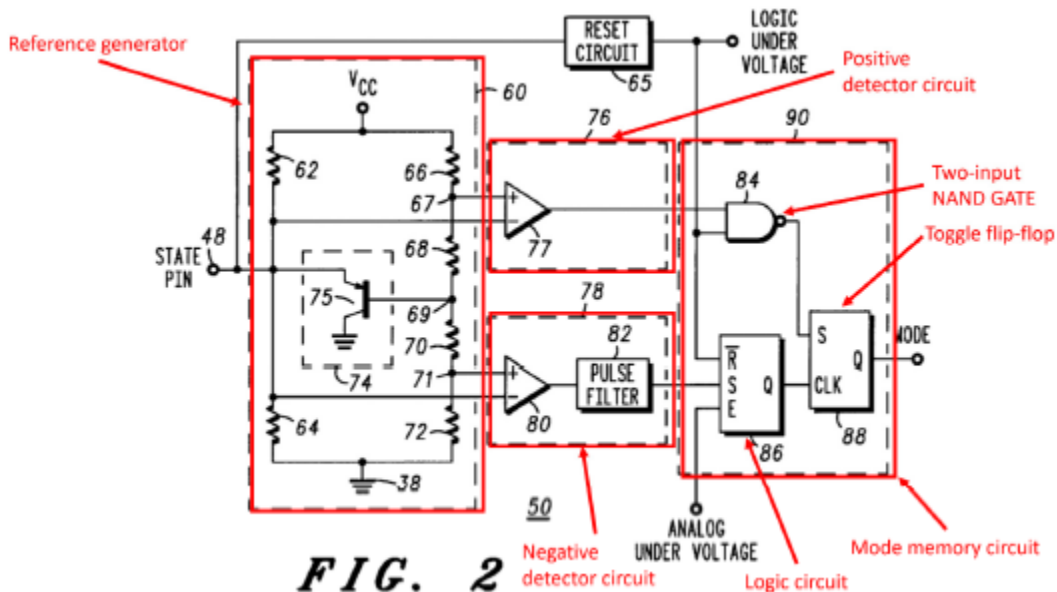 Reference generator
V_CC
60
62
66
67
68
STATE
PIN
48
75
69
70
74
71
64
72
38
RESET
CIRCUIT
65
LOGIC
UNDER
VOLTAGE
Positive
detector circuit
76
+
−
77
78
82
+
−
80
PULSE
FILTER
90
84
Two-input
NAND GATE
Toggle flip-flop
R̅
S
E
Q
86
S
Q
CLK
88
50
ANALOG
UNDER VOLTAGE
Mode memory circuit
Negative
detector circuit
Logic circuit
FIG. 2